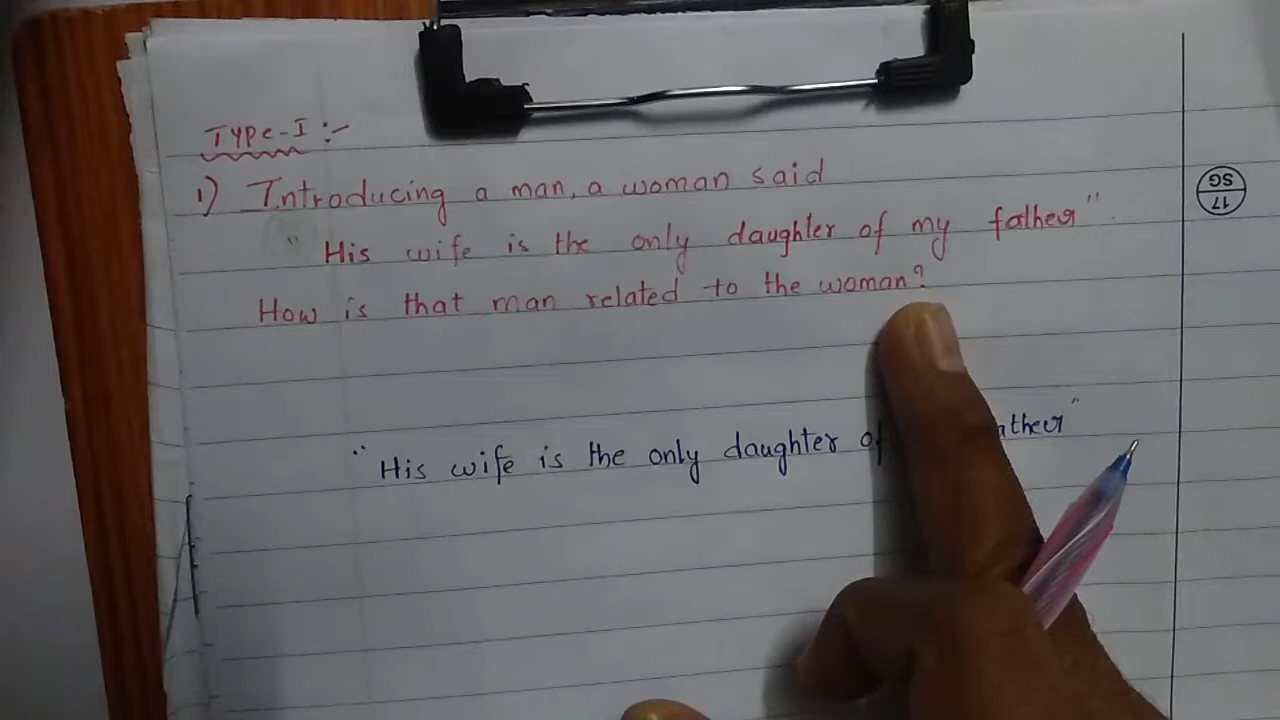 Type-I :-
1) Introducing a man, a woman said
" His wife is the only daughter of my father".
How is that man related to the woman?
" His wife is the only daughter of ather"
17
SG